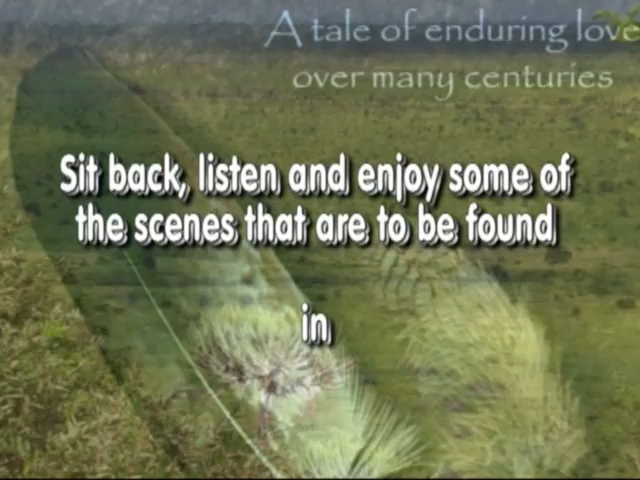 A tale of enduring love
over many centuries
Sit back, listen and enjoy some of
the scenes that are to be found
in